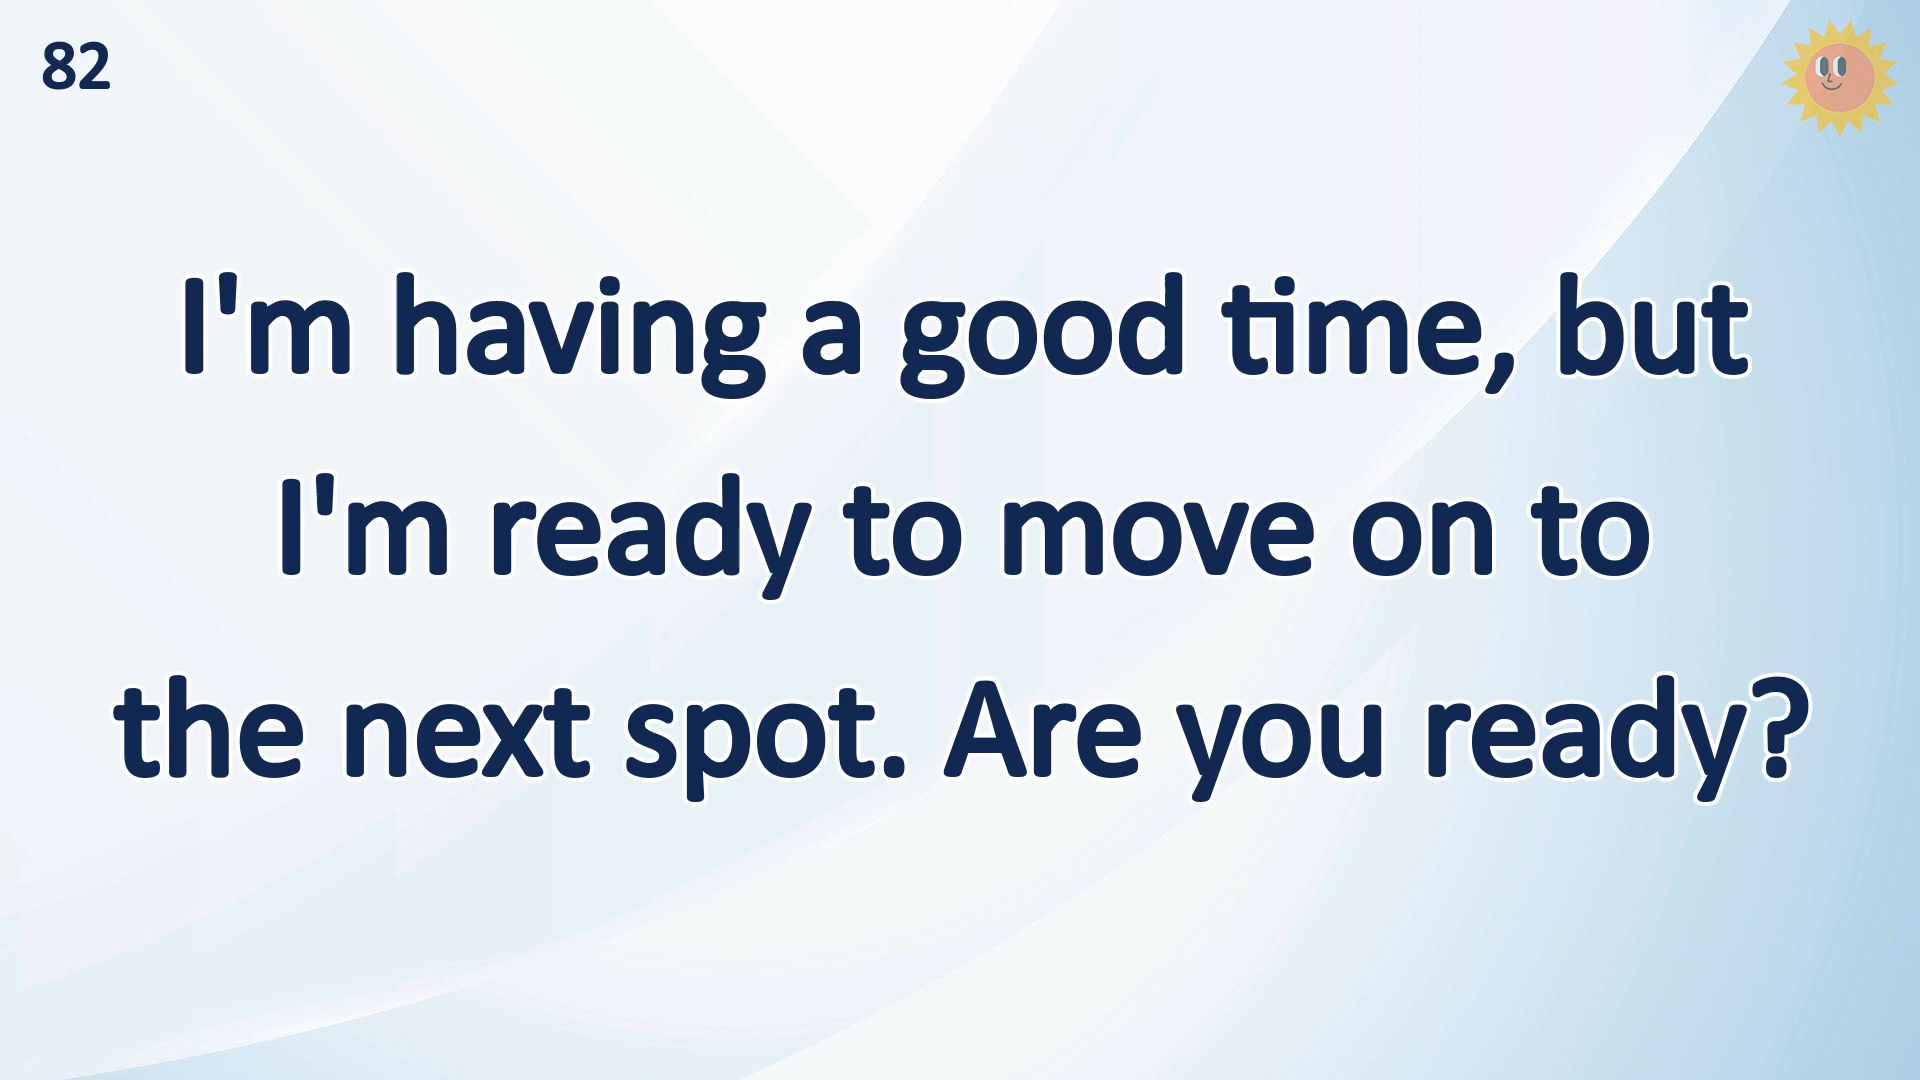 82
I'm having a good time, but
I'm ready to move on to
the next spot. Are you ready?